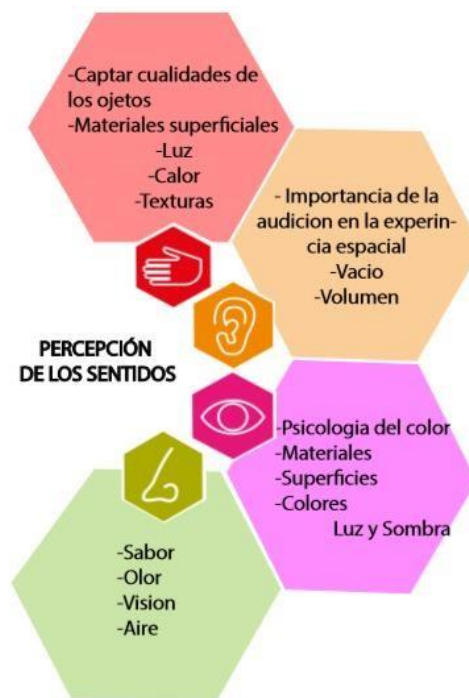 -Captar cualidades de
los ojetos
-Materiales superficiales
-Luz
-Calor
-Texturas
- Importancia de la
audicion en la experin-
cia espacial
-Vacio
-Volumen
PERCEPCIÓN
DE LOS SENTIDOS
-Psicologia del color
-Materiales
-Superficies
-Colores
Luz y Sombra
-Sabor
-Olor
-Vision
-Aire